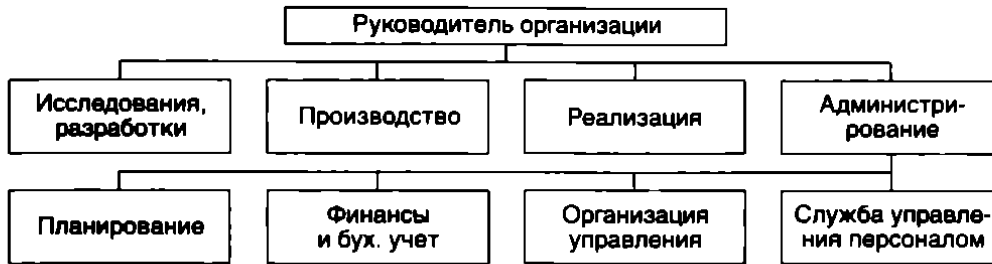 Руководитель организации
Исследования,
разработки
Производство
Реализация
Администри-
рование
Планирование
Финансы
и бух. учет
Организация
управления
Служба управле-
ния персоналом